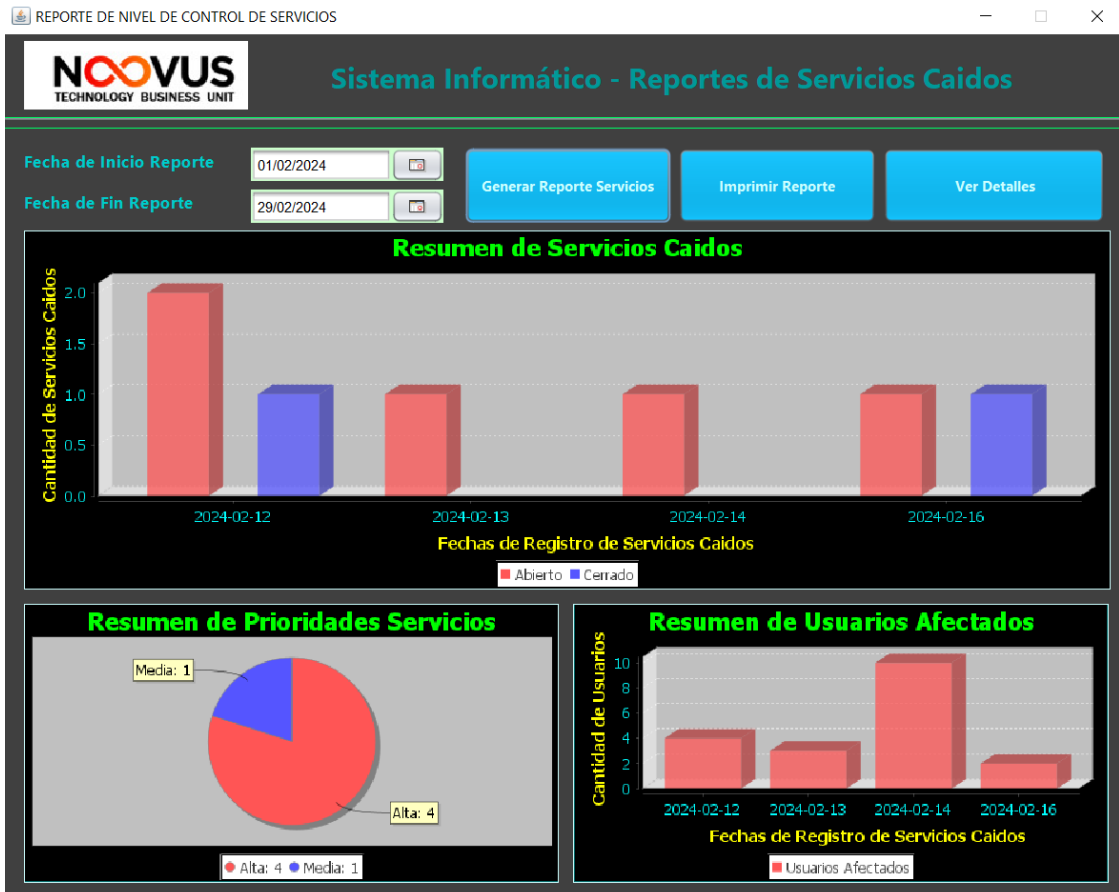 REPORTE DE NIVEL DE CONTROL DE SERVICIOS
NOOVUS
TECHNOLOGY BUSINESS UNIT
Sistema Informático - Reportes de Servicios Caidos
Fecha de Inicio Reporte
01/02/2024
Fecha de Fin Reporte
29/02/2024
Generar Reporte Servicios
Imprimir Reporte
Ver Detalles
Resumen de Servicios Caidos
Cantidad de Servicios Caidos
2.0
1.5
1.0
0.5
0.0
2024-02-12 2024-02-13 2024-02-14 2024-02-16
Fechas de Registro de Servicios Caidos
Abierto Cerrado
Resumen de Prioridades Servicios
Media: 1
Alta: 4
Alta: 4 Media: 1
Resumen de Usuarios Afectados
Cantidad de Usuarios
10
8
6
4
2
0
2024-02-12 2024-02-13 2024-02-14 2024-02-16
Fechas de Registro de Servicios Caidos
Usuarios Afectados